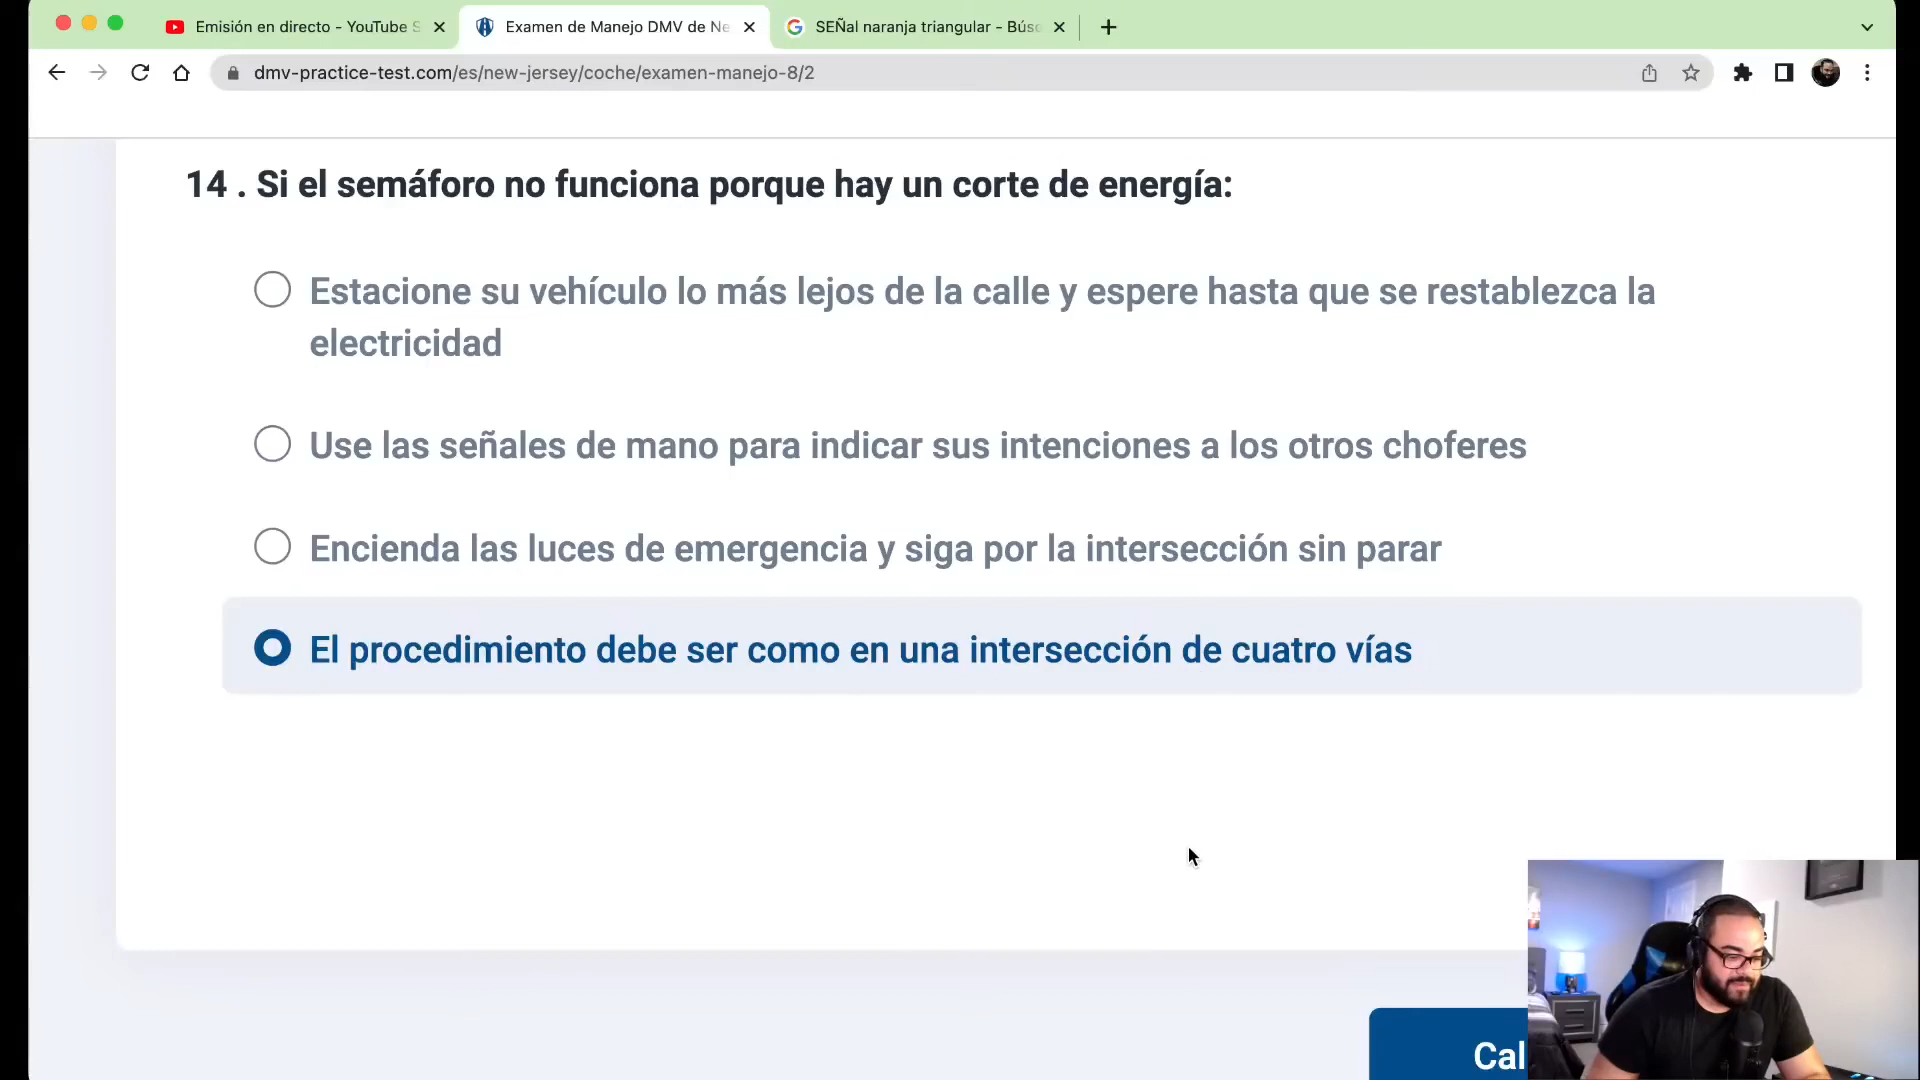 Emisión en directo - YouTube S
Examen de Manejo DMV de Ne
SEÑal naranja triangular - Bús
dmv-practice-test.com/es/new-jersey/coche/examen-manejo-8/2
14 . Si el semáforo no funciona porque hay un corte de energía:
Estacione su vehículo lo más lejos de la calle y espere hasta que se restablezca la
electricidad
Use las señales de mano para indicar sus intenciones a los otros choferes
Encienda las luces de emergencia y siga por la intersección sin parar
El procedimiento debe ser como en una intersección de cuatro vías
Cal